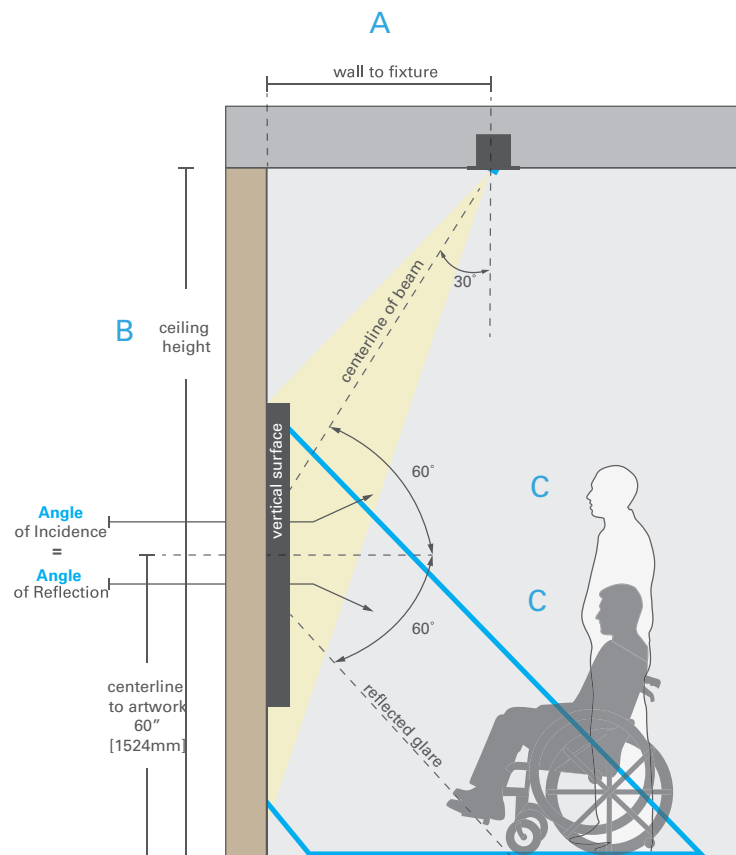 A
wall to fixture
30°
centerline of beam
B
ceiling
height
vertical surface
60°
C
Angle
of Incidence
=
Angle
of Reflection
C
60°
centerline
to artwork
60”
[1524mm]
reflected glare